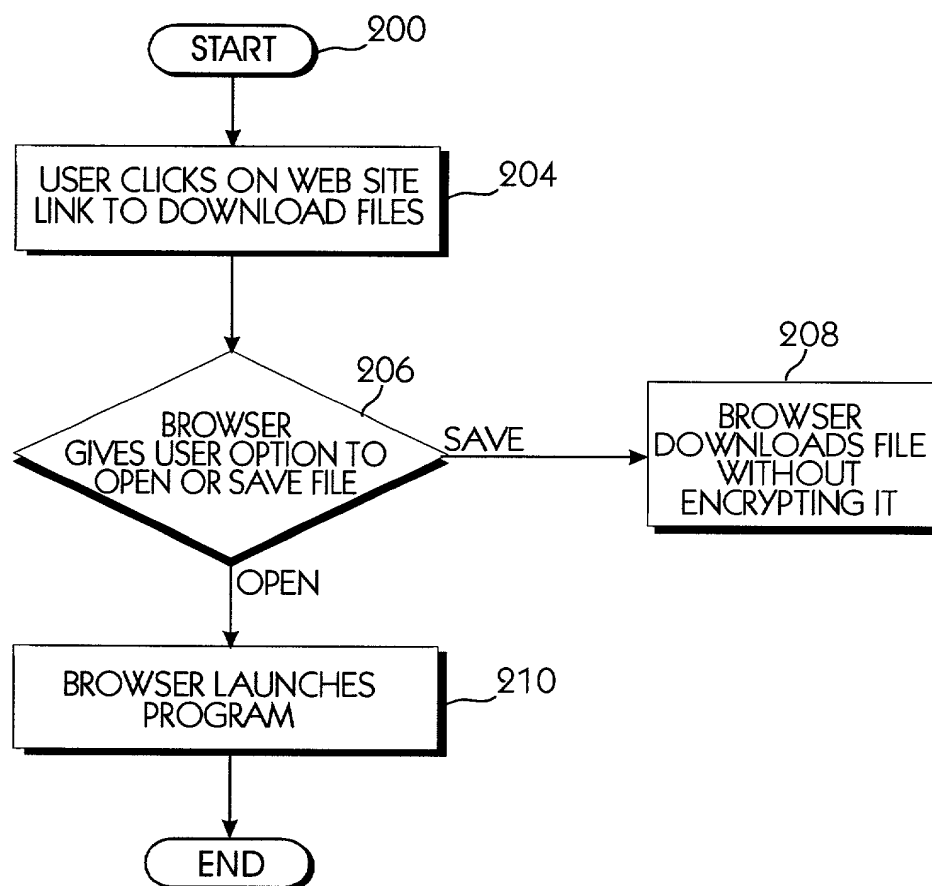 START
200
USER CLICKS ON WEB SITE
LINK TO DOWNLOAD FILES
204
206
BROWSER
GIVES USER OPTION TO
OPEN OR SAVE FILE
SAVE
208
BROWSER
DOWNLOADS FILE
WITHOUT
ENCRYPTING IT
OPEN
BROWSER LAUNCHES
PROGRAM
210
END